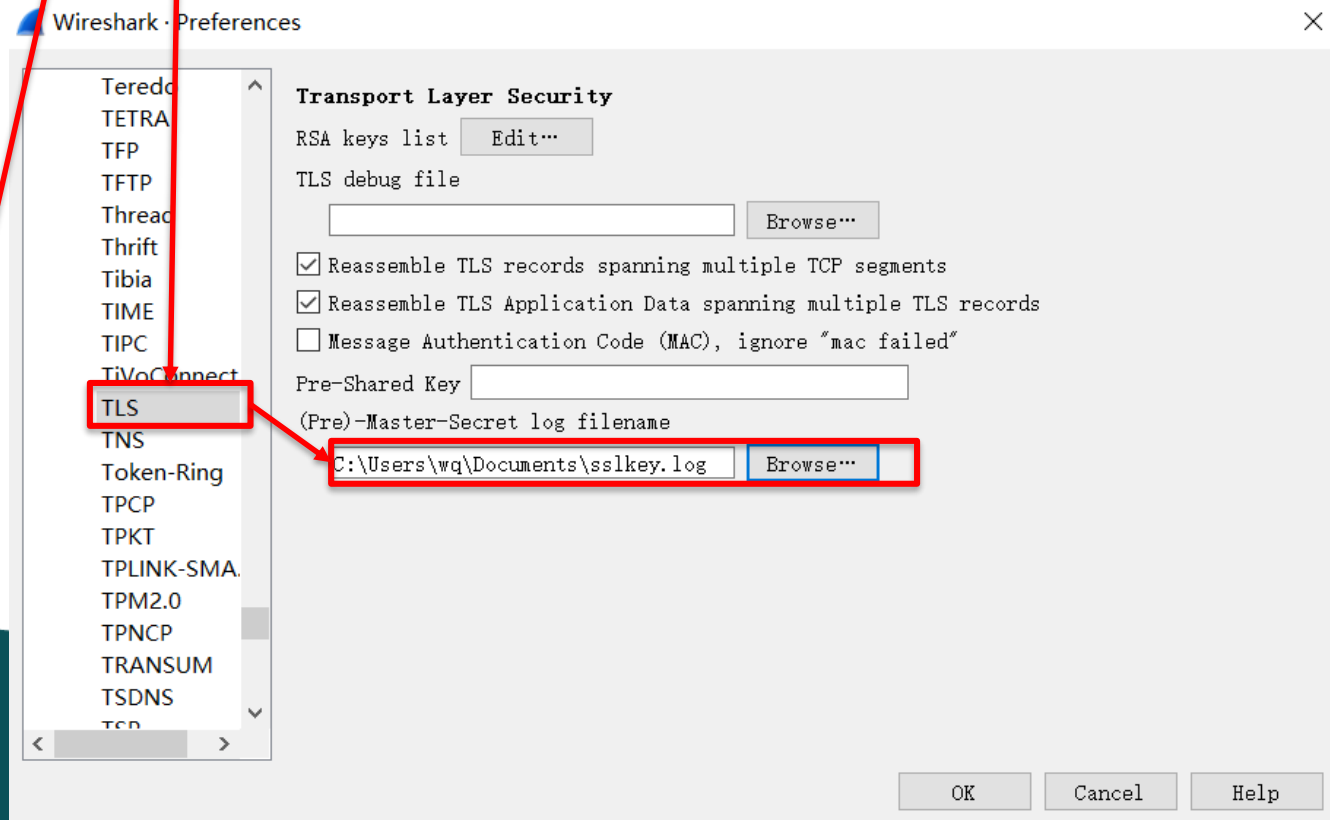 Wireshark · Preferences
Teredo
TETRA
TFP
TFTP
Thread
Thrift
Tibia
TIME
TIPC
TiVoConnect
TLS
TNS
Token-Ring
TPCP
TPKT
TPLINK-SMA.
TPM2.0
TPNCP
TRANSUM
TSDNS
Transport Layer Security
RSA keys list Edit…
TLS debug file
Browse…
Reassemble TLS records spanning multiple TCP segments
Reassemble TLS Application Data spanning multiple TLS records
Message Authentication Code (MAC), ignore "mac failed"
Pre-Shared Key
(Pre)-Master-Secret log filename
C:\Users\wq\Documents\sslkey.log Browse…
OK Cancel Help